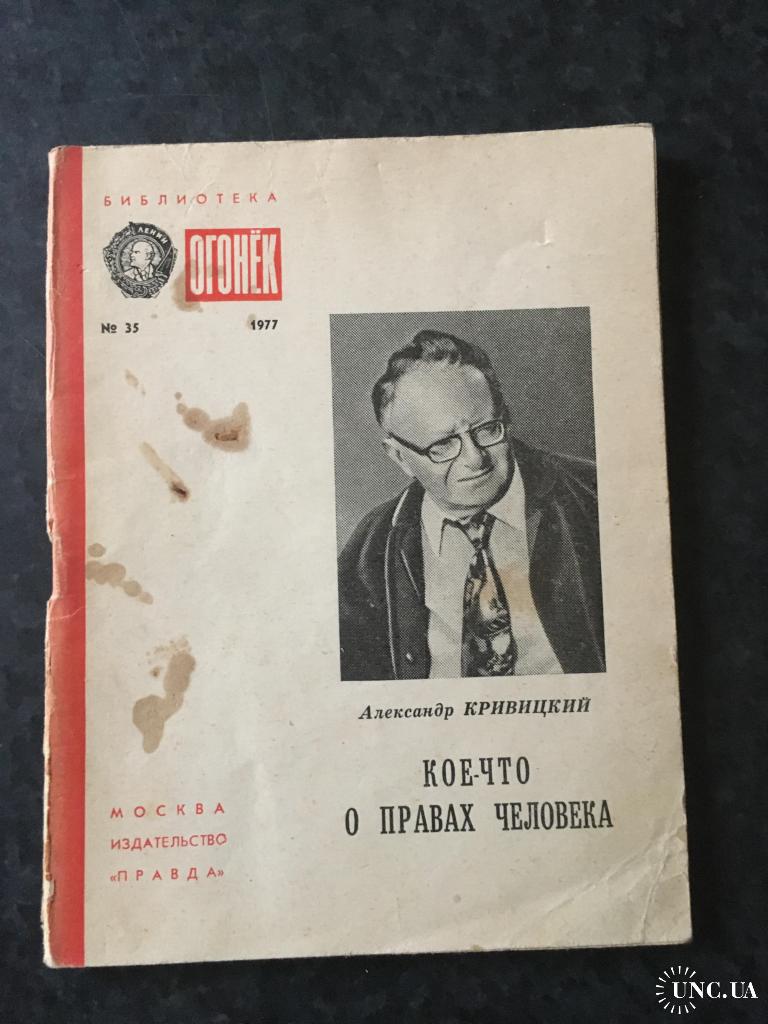 БИБЛИОТЕКА
ЛЕНИН
ОГОНЁК
№ 35 1977
Александр КРИВИЦКИЙ
КОЕ-ЧТО
О ПРАВАХ ЧЕЛОВЕКА
МОСКВА
ИЗДАТЕЛЬСТВО
«ПРАВДА»
UNC.UA